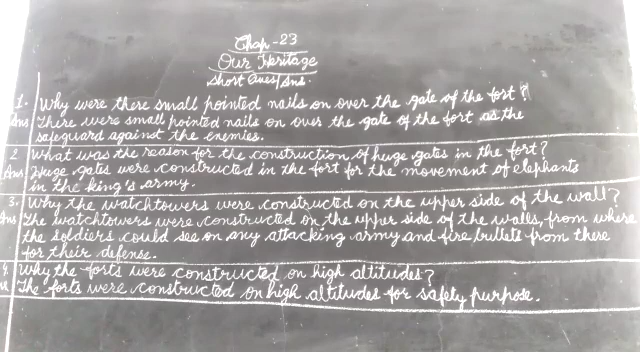 Chap-23
Our Heritage
Short Ques/Ans.
1. Why were there small pointed nails on over the gate of the fort?
Ans There were small pointed nails on over the gate of the fort as the
safeguard against the enemies.
2. What was the reason for the construction of huge gates in the fort?
Ans. Huge gates were constructed in the fort for the movement of elephants
in the king's army.
3. Why the watchtowers were constructed on the upper side of the wall?
Ans The watchtowers were constructed on the upper side of the walls, from where
the soldiers could see on any attacking army and fire bullets from there
for their defense.
4. Why the forts were constructed on high altitudes?
The forts were constructed on high altitudes for safety purpose.